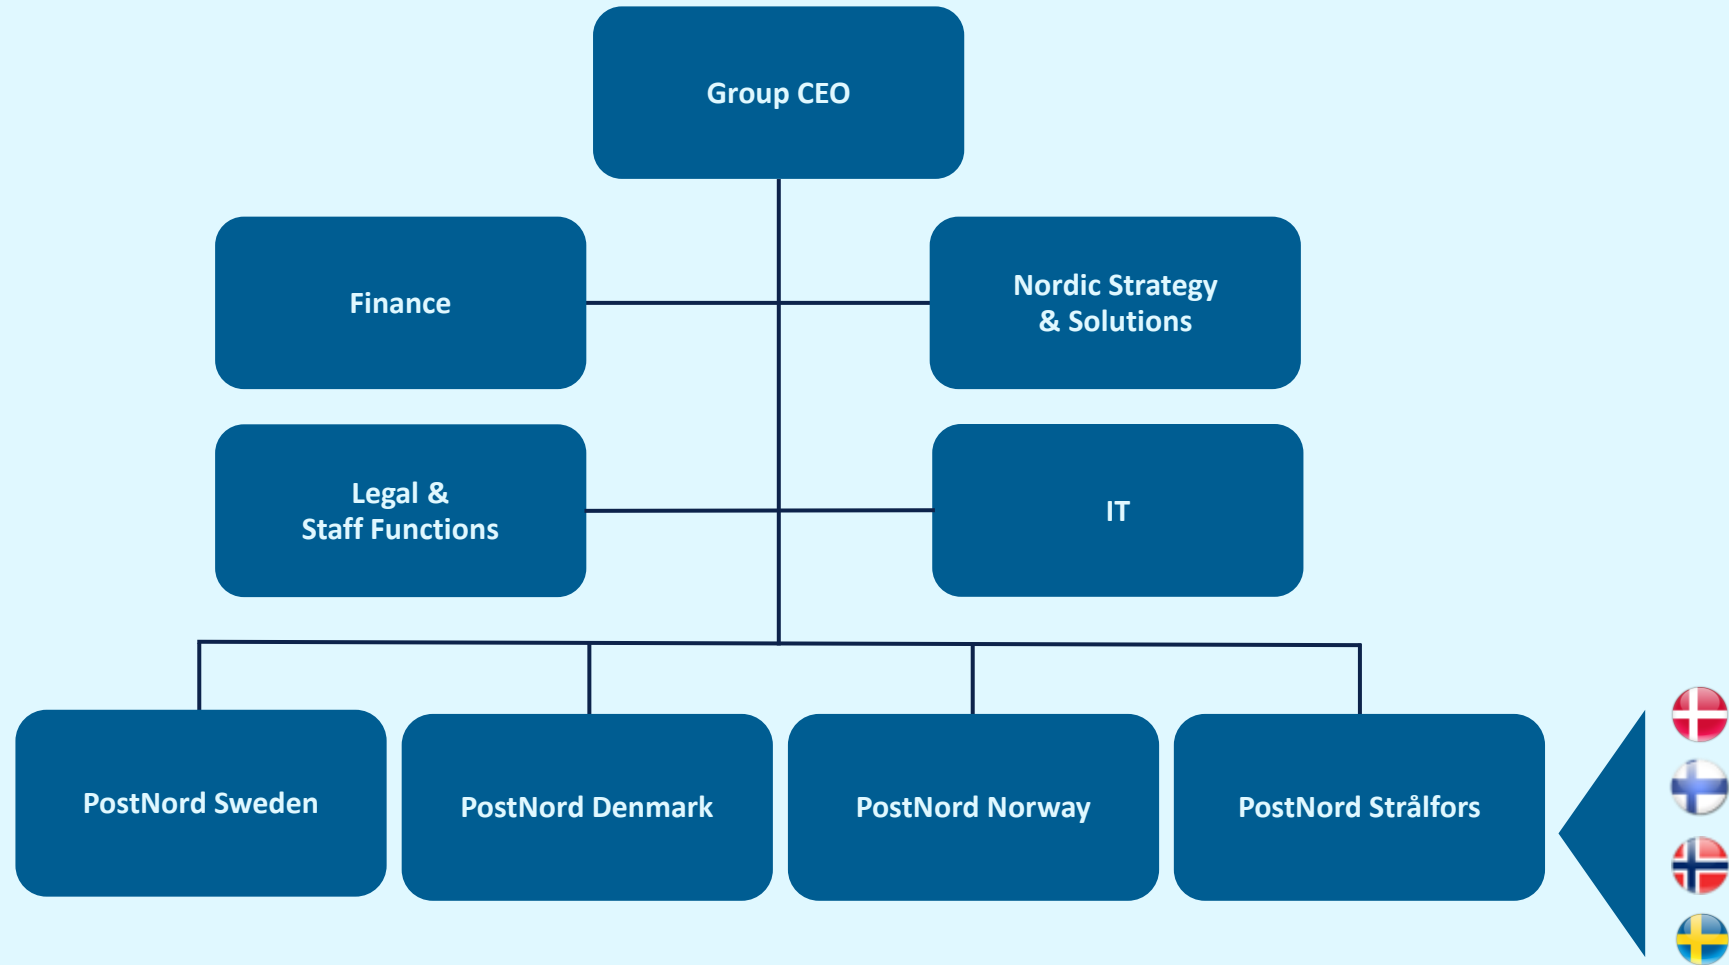 Group CEO
Finance
Nordic Strategy
& Solutions
Legal &
Staff Functions
IT
PostNord Sweden
PostNord Denmark
PostNord Norway
PostNord Strålfors